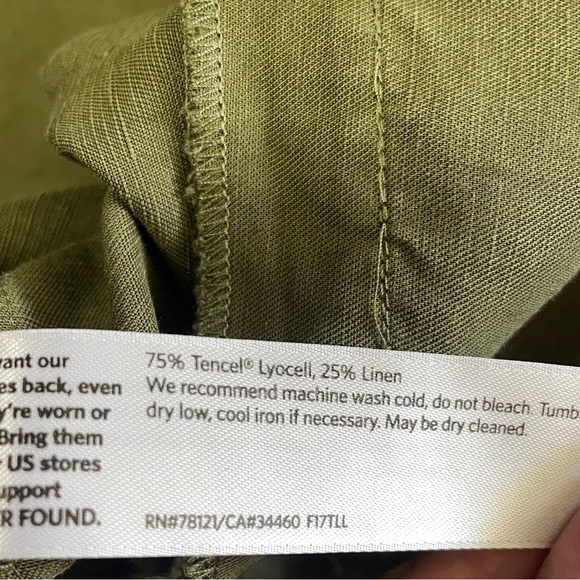 ant our
es back, even
y're worn or
Bring them
US stores
upport
R FOUND.
75% Tencel® Lyocell, 25% Linen
We recommend machine wash cold, do not bleach. Tumb
dry low, cool iron if necessary. May be dry cleaned.
RN#78121/CA#34460 F17TLL